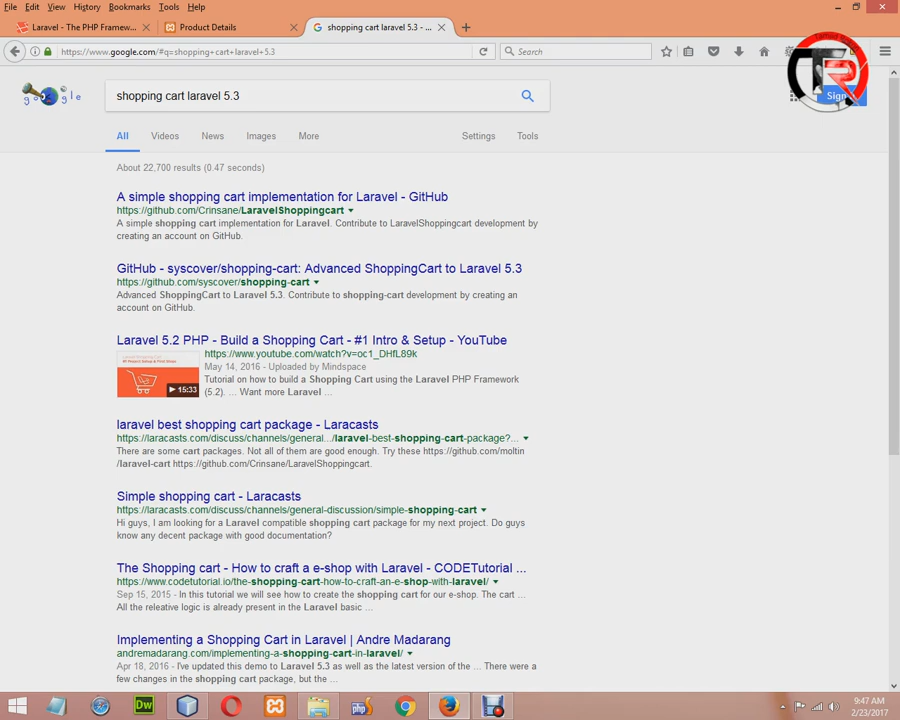 File Edit View History Bookmarks Tools Help
Laravel - The PHP Framew...
Product Details
shopping cart laravel 5.3 - ...
https://www.google.com/#q=shopping+cart+laravel+5.3
Search
shopping cart laravel 5.3
Sign
All Videos News Images More Settings Tools
About 22,700 results (0.47 seconds)
A simple shopping cart implementation for Laravel - GitHub
https://github.com/Crinsane/LaravelShoppingcart
A simple shopping cart implementation for Laravel. Contribute to LaravelShoppingcart development by
creating an account on GitHub.
GitHub - syscover/shopping-cart: Advanced ShoppingCart to Laravel 5.3
https://github.com/syscover/shopping-cart
Advanced ShoppingCart to Laravel 5.3. Contribute to shopping-cart development by creating an
account on GitHub.
Laravel 5.2 PHP - Build a Shopping Cart - #1 Intro & Setup - YouTube
https://www.youtube.com/watch?v=oc1_DHfL89k
May 14, 2016 - Uploaded by Mindspace
Tutorial on how to build a Shopping Cart using the Laravel PHP Framework
(5.2). ... Want more Laravel ...
15:33
laravel best shopping cart package - Laracasts
https://laracasts.com/discuss/channels/general.../laravel-best-shopping-cart-package?...
There are some cart packages. Not all of them are good enough. Try these https://github.com/moltin
/laravel-cart https://github.com/Crinsane/LaravelShoppingcart.
Simple shopping cart - Laracasts
https://laracasts.com/discuss/channels/general-discussion/simple-shopping-cart
Hi guys, I am looking for a Laravel compatible shopping cart package for my next project. Do guys
know any decent package with good documentation?
The Shopping cart - How to craft a e-shop with Laravel - CODETutorial ...
https://www.codetutorial.io/the-shopping-cart-how-to-craft-an-e-shop-with-laravel/
Sep 15, 2015 - In this tutorial we will see how to create the shopping cart for our e-shop. The cart ...
All the releative logic is already present in the Laravel basic ...
Implementing a Shopping Cart in Laravel | Andre Madarang
andremadarang.com/implementing-a-shopping-cart-in-laravel/
Apr 18, 2016 - I've updated this demo to Laravel 5.3 as well as the latest version of the ... There were a
few changes in the shopping cart package, but the ...
Dw
php
9:47 AM
2/23/2017